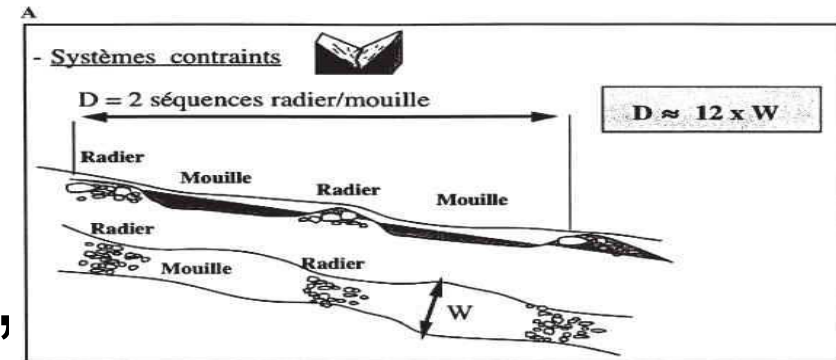 A
- Systèmes contraints
D = 2 séquences radier/mouille
D ≈ 12 x W
Radier
Mouille
Radier
Mouille
Radier
Mouille
Radier
W
,